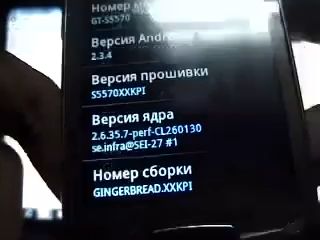 Номер
GT-S5570
Версия Andr
2.3.4
Версия прошивки
S5570XXKPI
Версия ядра
2.6.35.7-perf-CL260130
se.infra@SEI-27 #1
Номер сборки
GINGERBREAD.XXKPI